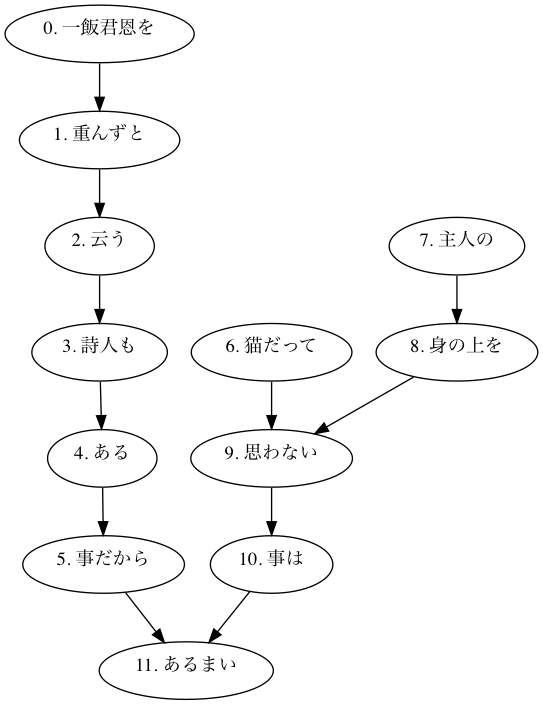 0. 一飯君恩を
1. 重んずと
2. 云う
3. 詩人も
4. ある
5. 事だから
6. 猫だって
7. 主人の
8. 身の上を
9. 思わない
10. 事は
11. あるまい